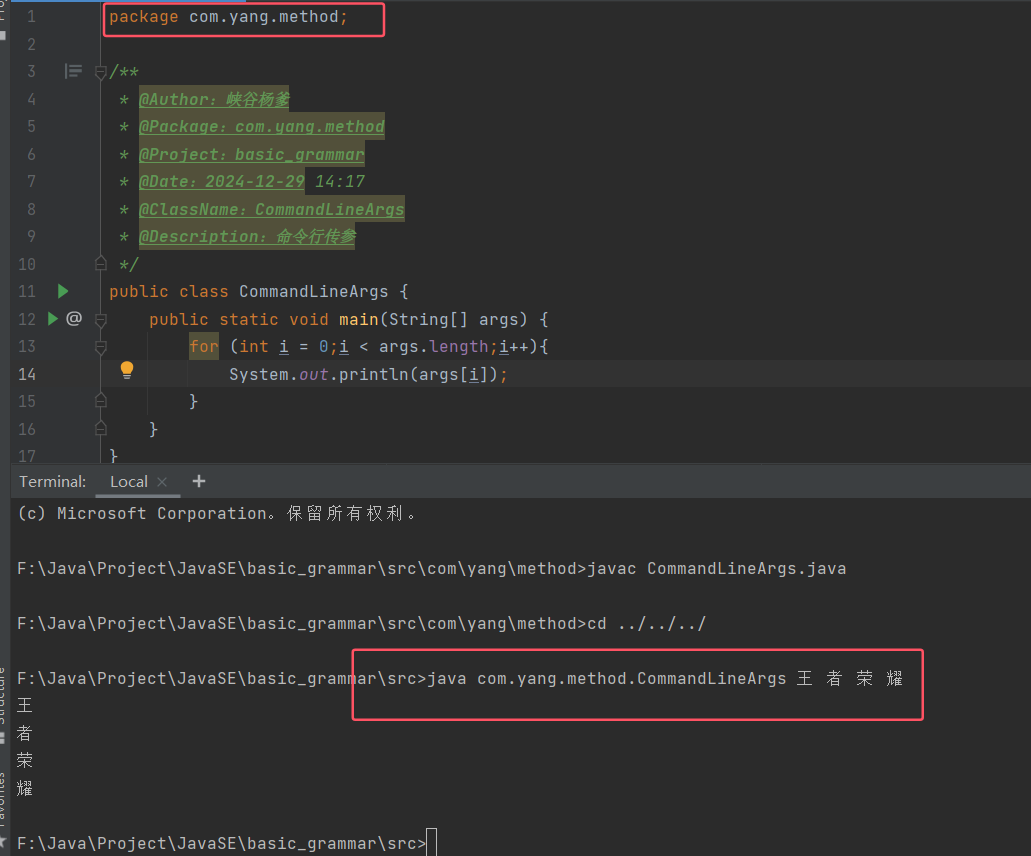 1 package com.yang.method;
2
3 /**
4 * @Author: 峡谷杨爹
5 * @Package: com.yang.method
6 * @Project: basic_grammar
7 * @Date: 2024-12-29 14:17
8 * @ClassName: CommandLineArgs
9 * @Description: 命令行传参
10 */
11 public class CommandLineArgs {
12 @ public static void main(String[] args) {
13 for (int i = 0;i < args.length;i++){
14 System.out.println(args[i]);
15 }
16 }
17 }
Terminal: Local × +
(c) Microsoft Corporation。保留所有权利。
F:\Java\Project\JavaSE\basic_grammar\src\com\yang\method>javac CommandLineArgs.java
F:\Java\Project\JavaSE\basic_grammar\src\com\yang\method>cd ../../../
F:\Java\Project\JavaSE\basic_grammar\src>java com.yang.method.CommandLineArgs 王 者 荣 耀
王
者
荣
耀
F:\Java\Project\JavaSE\basic_grammar\src>